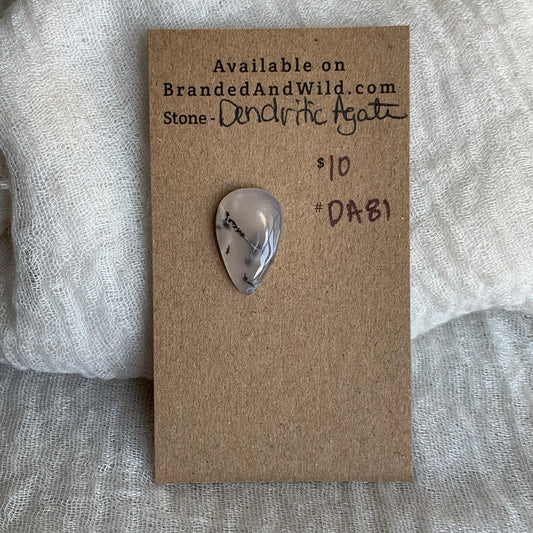 Available on
BrandedAndWild.com
Stone - Dendritic Agate
$10
#DA81